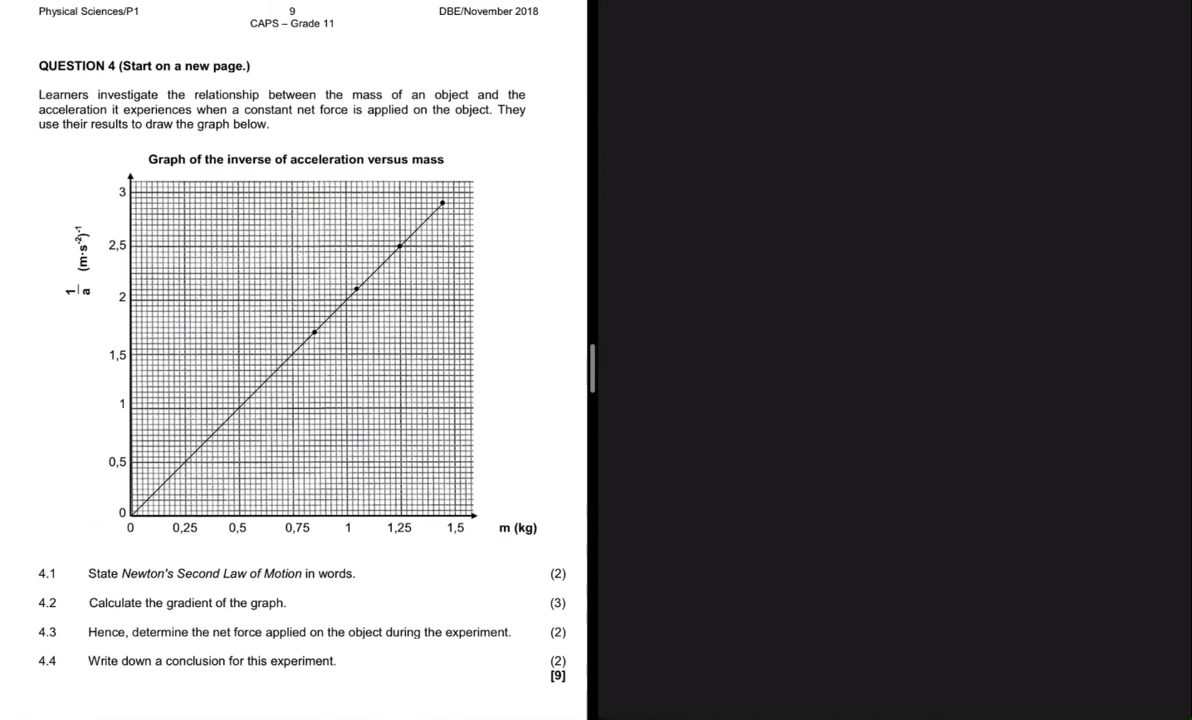 Physical Sciences/P1 9 DBE/November 2018
CAPS – Grade 11
QUESTION 4 (Start on a new page.)
Learners investigate the relationship between the mass of an object and the
acceleration it experiences when a constant net force is applied on the object. They
use their results to draw the graph below.
Graph of the inverse of acceleration versus mass
3
2,5
2
1,5
1
0,5
0
1/a (m·s⁻²)⁻¹
0 0,25 0,5 0,75 1 1,25 1,5 m (kg)
4.1 State Newton's Second Law of Motion in words. (2)
4.2 Calculate the gradient of the graph. (3)
4.3 Hence, determine the net force applied on the object during the experiment. (2)
4.4 Write down a conclusion for this experiment. (2)
[9]